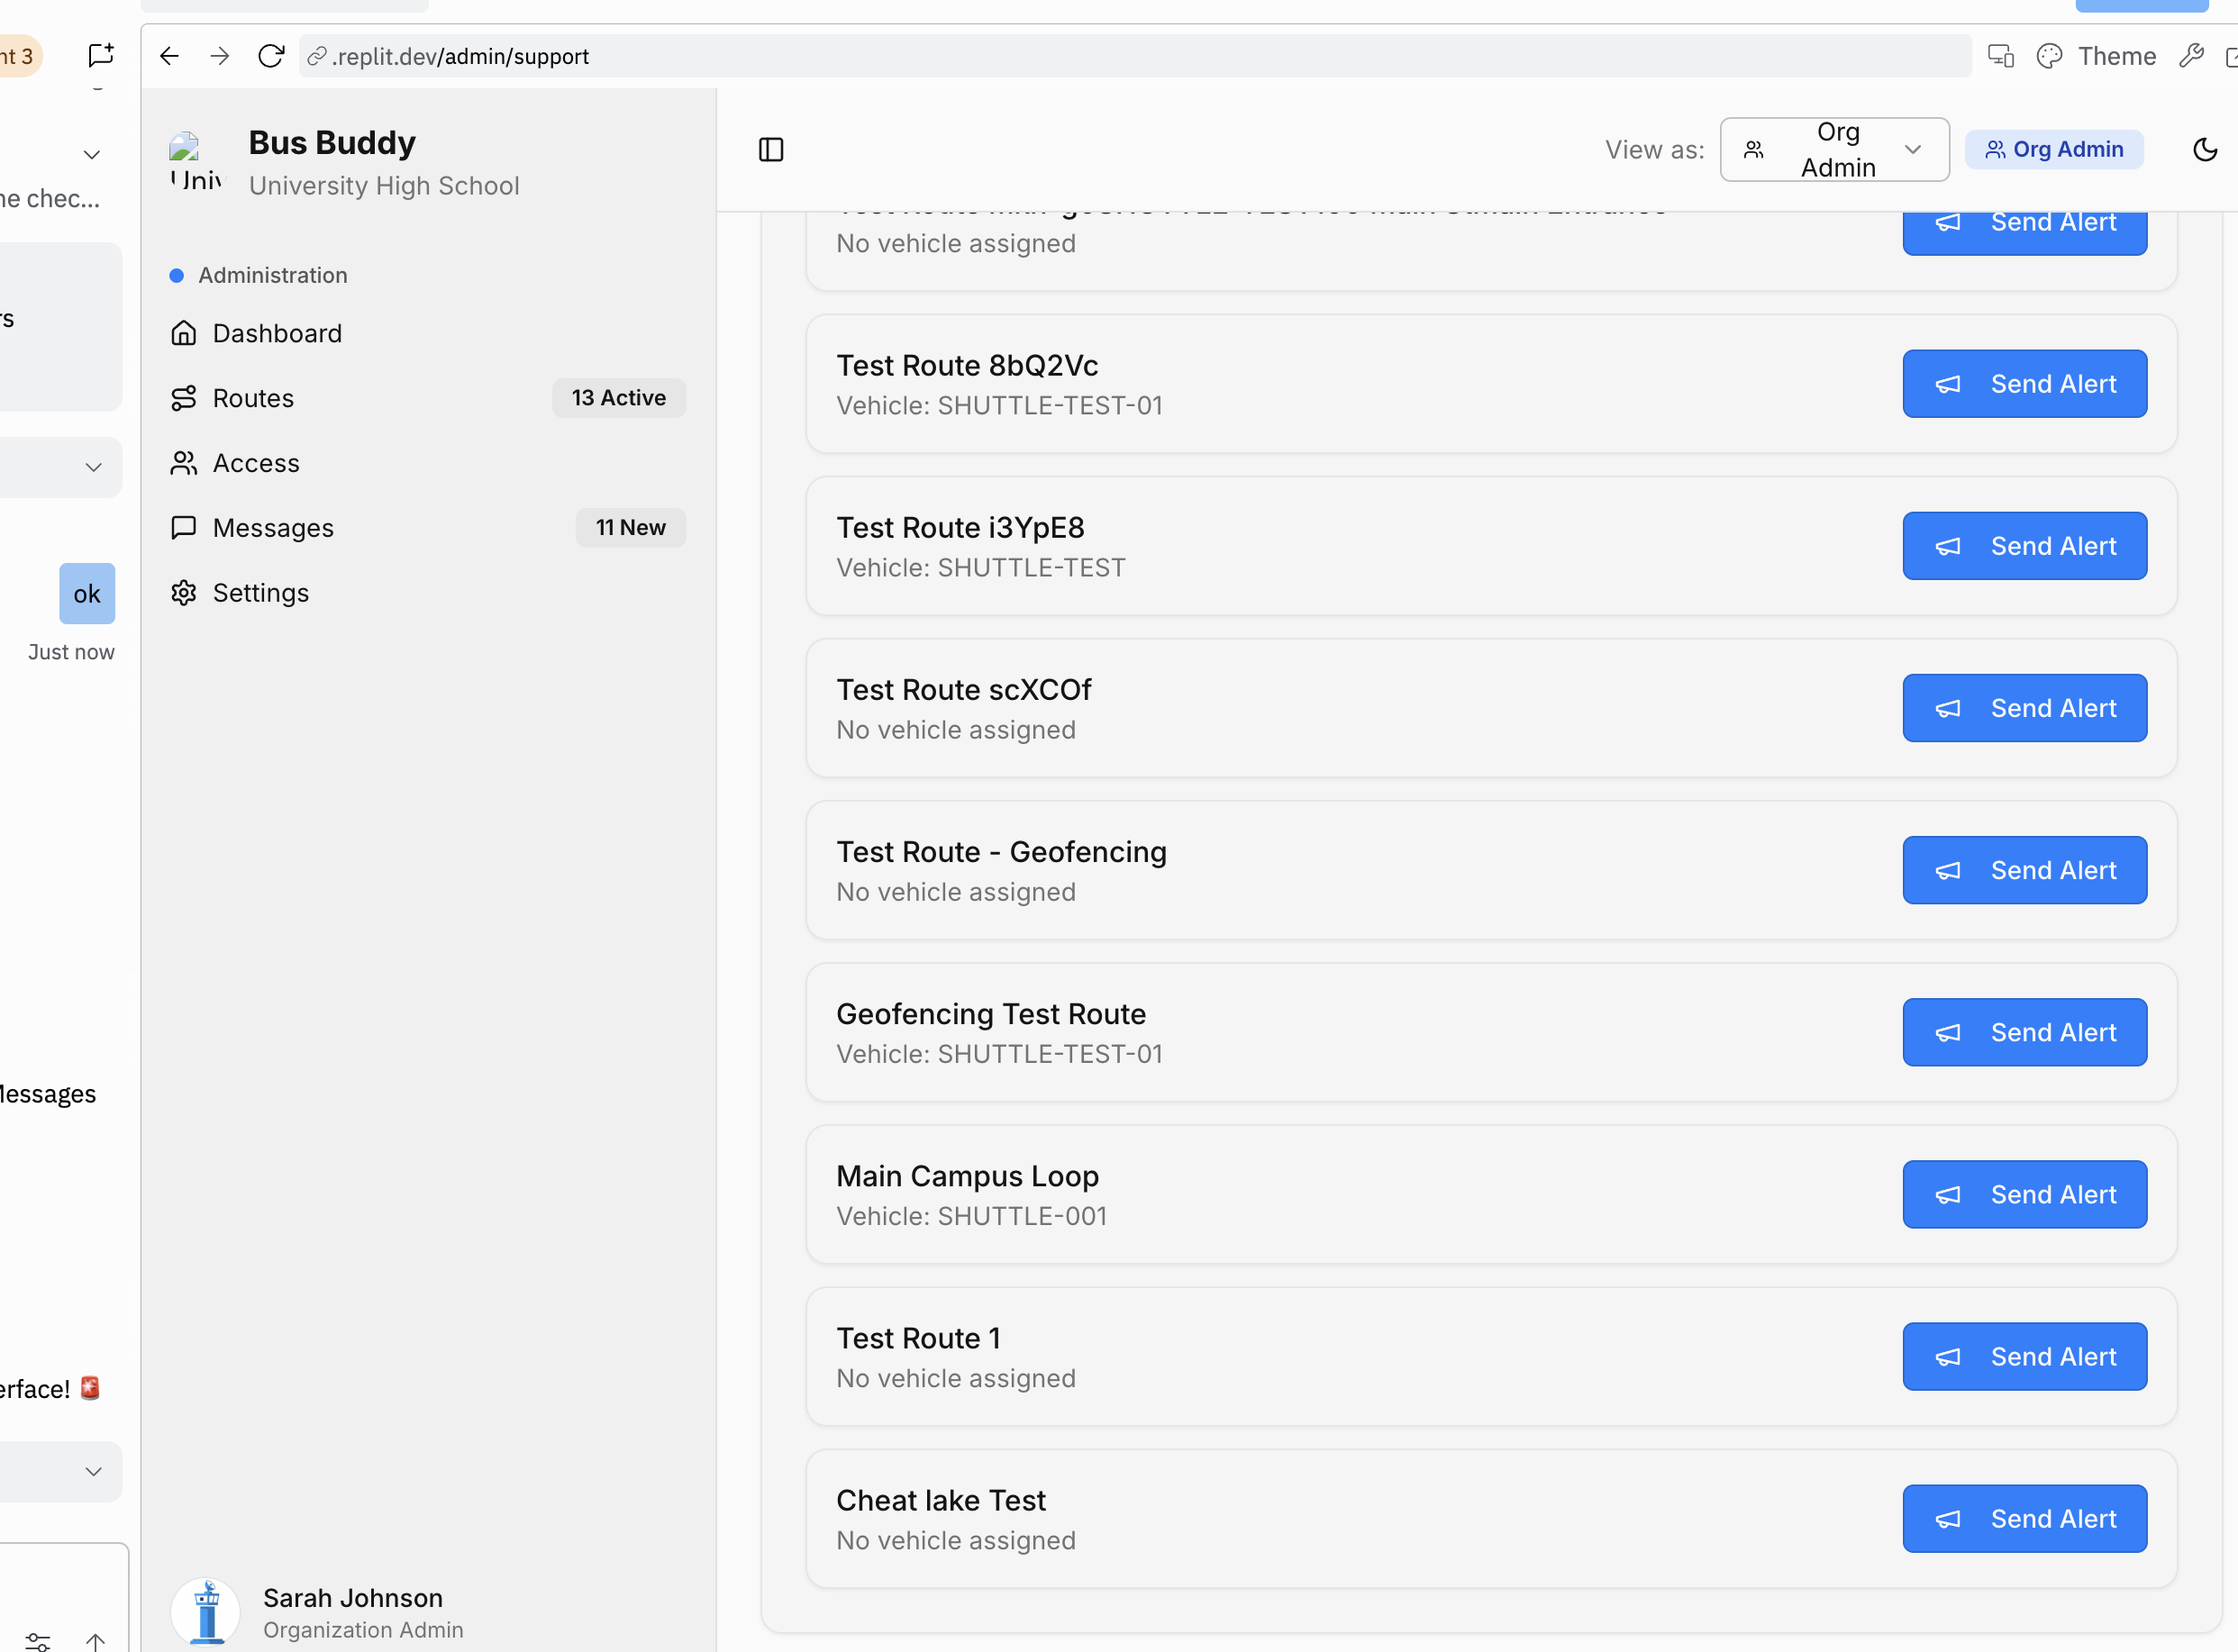 nt 3
.replit.dev/admin/support
Theme
Bus Buddy
University High School
Univ
View as:
Org Admin
Org Admin
he chec...
Administration
Dashboard
Routes
13 Active
Access
Messages
11 New
Settings
rs
ok
Just now
Messages
erface! 🚨
Sarah Johnson
Organization Admin
No vehicle assigned
Send Alert
Test Route 8bQ2Vc
Vehicle: SHUTTLE-TEST-01
Send Alert
Test Route i3YpE8
Vehicle: SHUTTLE-TEST
Send Alert
Test Route scXCOf
No vehicle assigned
Send Alert
Test Route - Geofencing
No vehicle assigned
Send Alert
Geofencing Test Route
Vehicle: SHUTTLE-TEST-01
Send Alert
Main Campus Loop
Vehicle: SHUTTLE-001
Send Alert
Test Route 1
No vehicle assigned
Send Alert
Cheat lake Test
No vehicle assigned
Send Alert